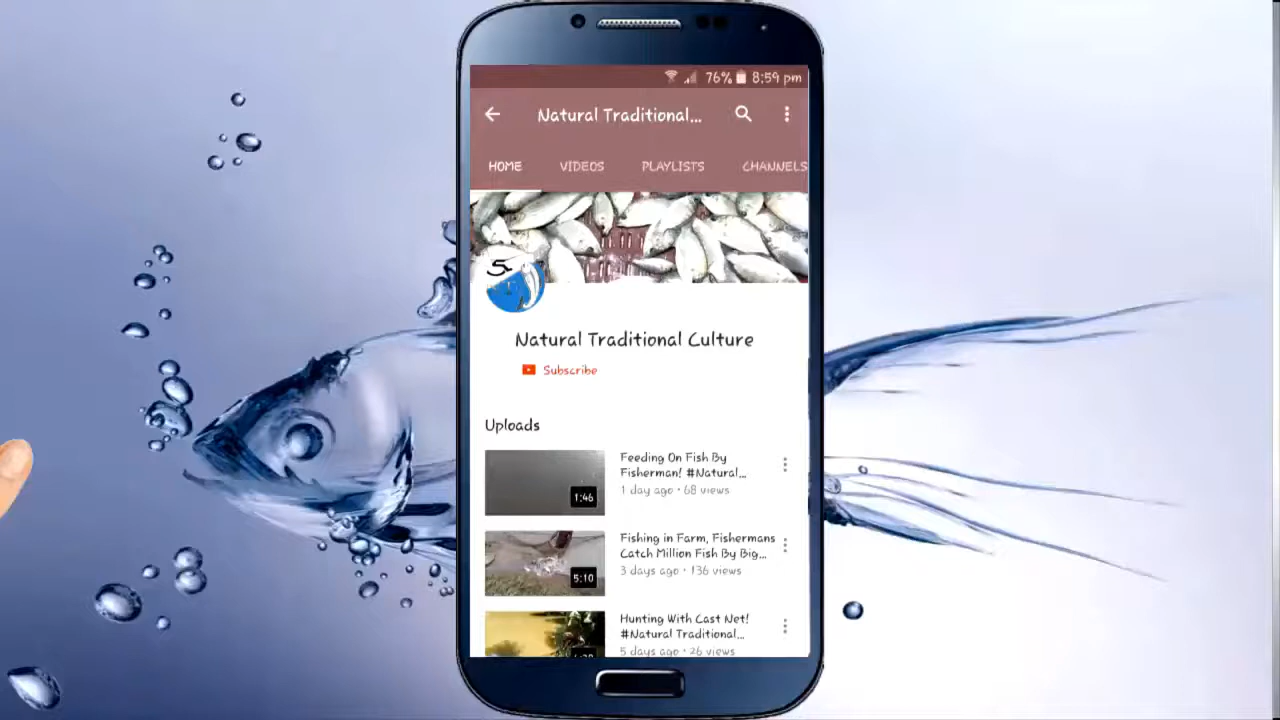 76% 8:59 pm
Natural Traditional...
HOME VIDEOS PLAYLISTS CHANNELS
Natural Traditional Culture
Subscribe
Uploads
Feeding On Fish By
Fisherman! #Natural...
1 day ago • 68 views
1:46
Fishing in Farm, Fishermans
Catch Million Fish By Big...
3 days ago • 136 views
5:10
Hunting With Cast Net!
#Natural Traditional...
5 days ago • 26 views